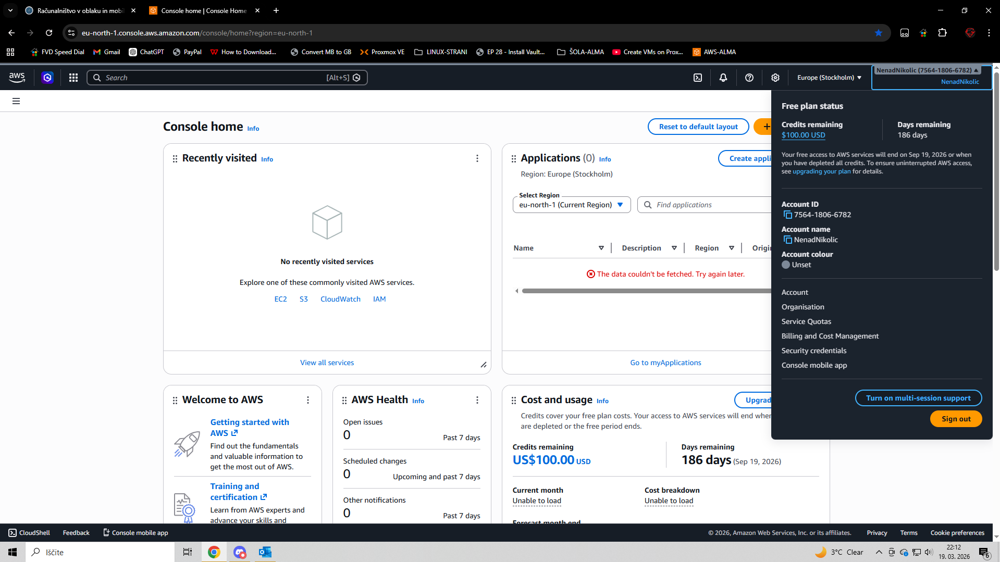 Računalništvo v oblaku in mobil
Console home | Console Home
eu-north-1.console.aws.amazon.com/console/home?region=eu-north-1
FVD Speed Dial
Gmail
ChatGPT
PayPal
How to Download...
Convert MB to GB
Proxmox VE
LINUX-STRANI
EP 28 - Install Vault...
ŠOLA-ALMA
Create VMs on Prox...
AWS-ALMA
aws
Search
[Alt+S]
Europe (Stockholm)
NenadNikolic (7564-1806-6782)
NenadNikolic
Console home Info
Reset to default layout
+
Recently visited Info
No recently visited services
Explore one of these commonly visited AWS services.
EC2 S3 CloudWatch IAM
View all services
Applications (0) Info
Create appli
Region: Europe (Stockholm)
Select Region
eu-north-1 (Current Region)
Find applications
Name Description Region Origin
The data couldn't be fetched. Try again later.
Go to myApplications
Free plan status
Credits remaining
$100.00 USD
Days remaining
186 days
Your free access to AWS services will end on Sep 19, 2026 or when
you have depleted all credits. To ensure uninterrupted AWS access,
see upgrading your plan for details.
Account ID
7564-1806-6782
Account name
NenadNikolic
Account colour
Unset
Account
Organisation
Service Quotas
Billing and Cost Management
Security credentials
Console mobile app
Turn on multi-session support
Sign out
Welcome to AWS
Getting started with
AWS
Find out the fundamentals
and valuable information to
get the most out of AWS.
Training and
certification
Learn from AWS experts and
advance your skills and
AWS Health Info
Open issues
0
Past 7 days
Scheduled changes
0
Upcoming and past 7 days
Other notifications
0
Past 7 days
Cost and usage Info
Upgrad
Credits cover your free plan costs. Your access to AWS services will end when
are depleted or the free period ends.
Credits remaining
US$100.00 USD
Days remaining
186 days (Sep 19, 2026)
Current month
Unable to load
Cost breakdown
Unable to load
Forecast month end
CloudShell
Feedback
Console mobile app
© 2026, Amazon Web Services, Inc. or its affiliates.
Privacy
Terms
Cookie preferences
Iščite
3°C Clear
22:12
19. 03. 2026
6